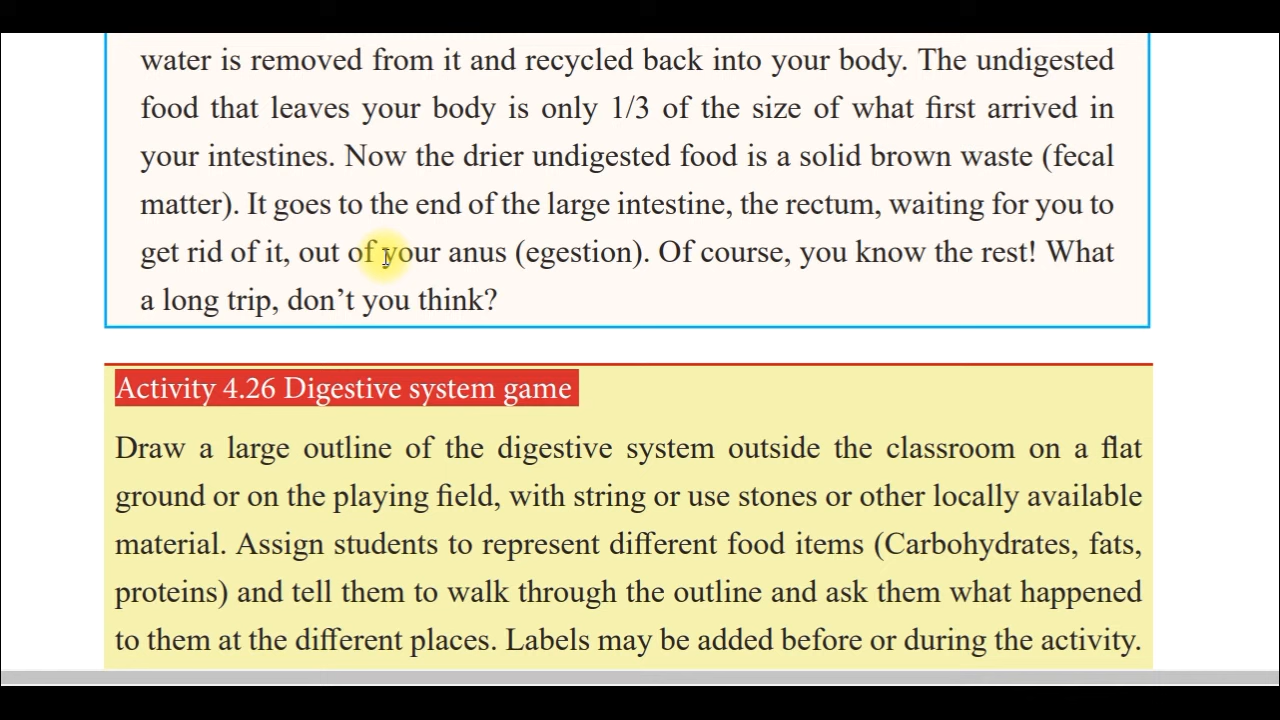 water is removed from it and recycled back into your body. The undigested
food that leaves your body is only 1/3 of the size of what first arrived in
your intestines. Now the drier undigested food is a solid brown waste (fecal
matter). It goes to the end of the large intestine, the rectum, waiting for you to
get rid of it, out of your anus (egestion). Of course, you know the rest! What
a long trip, don’t you think?
Activity 4.26 Digestive system game
Draw a large outline of the digestive system outside the classroom on a flat
ground or on the playing field, with string or use stones or other locally available
material. Assign students to represent different food items (Carbohydrates, fats,
proteins) and tell them to walk through the outline and ask them what happened
to them at the different places. Labels may be added before or during the activity.